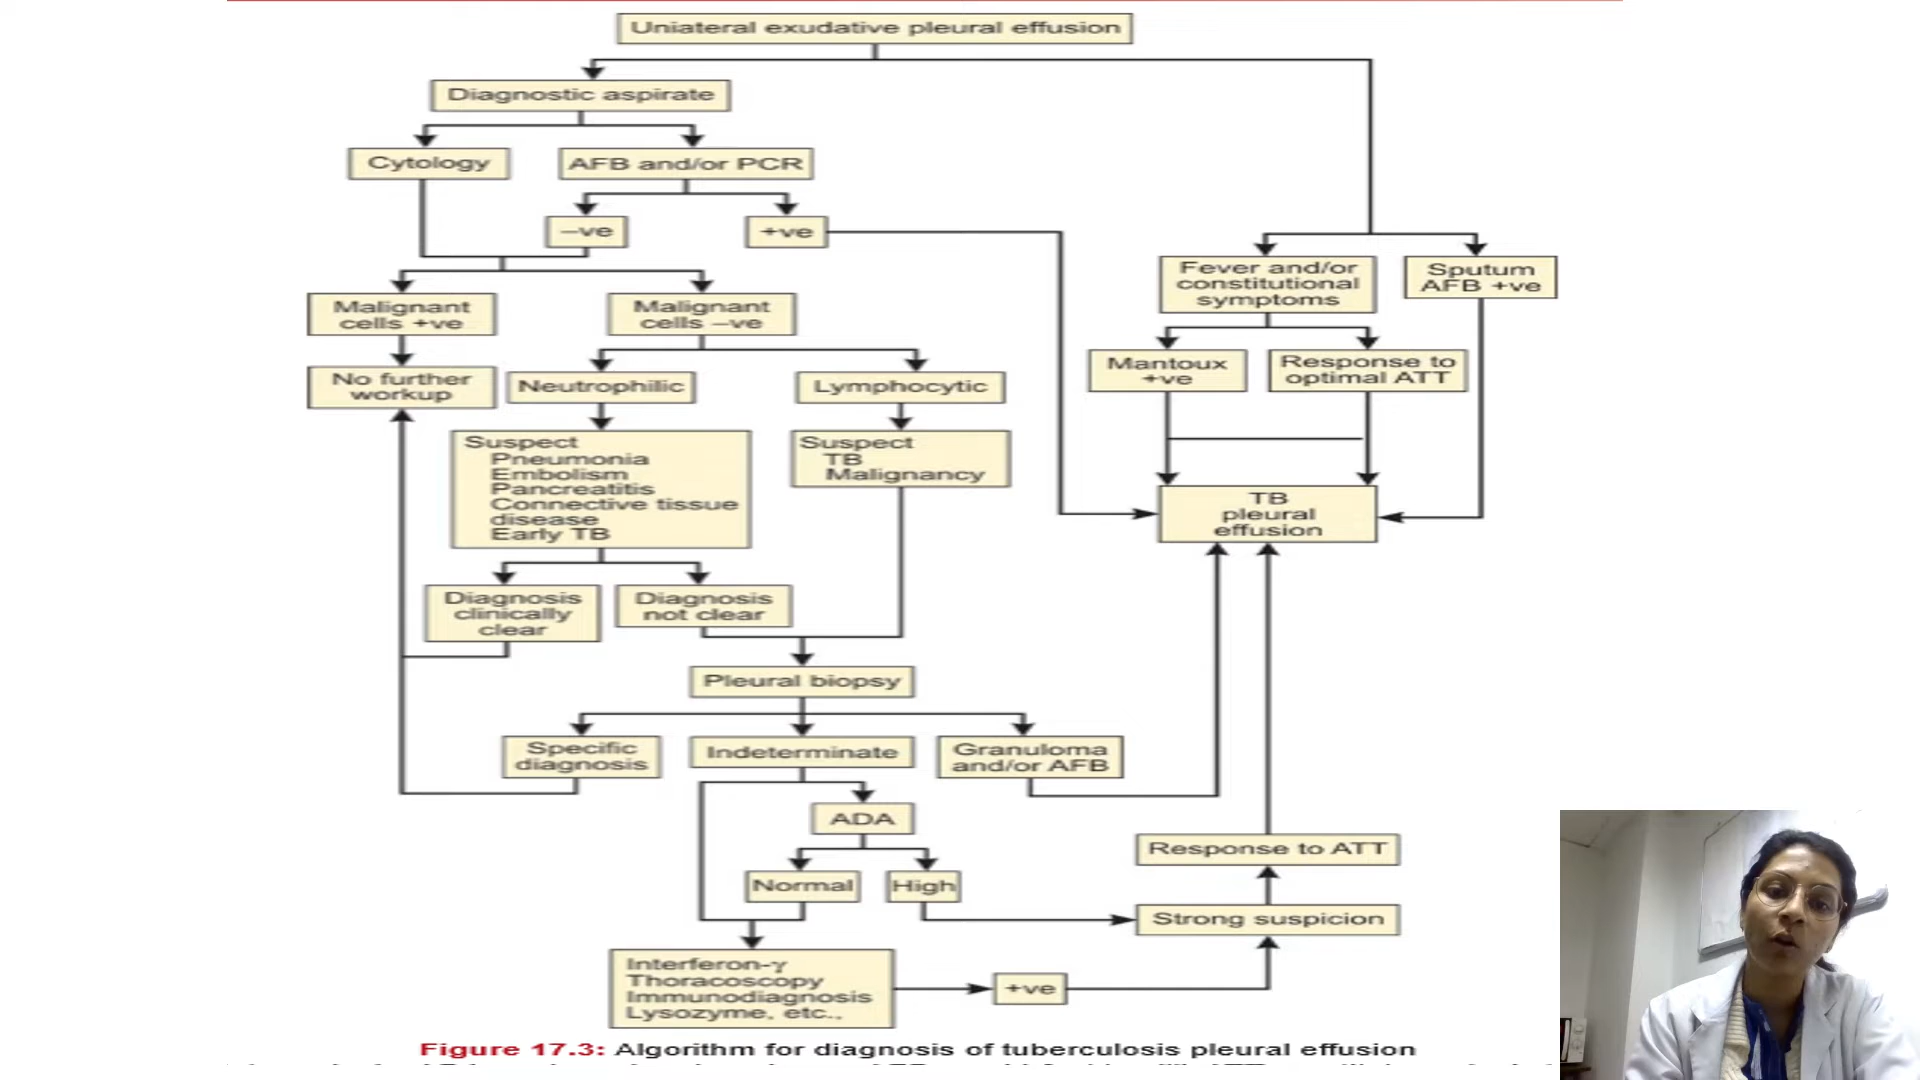 Uniateral exudative pleural effusion
Diagnostic aspirate
Cytology
AFB and/or PCR
–ve
+ve
Malignant
cells +ve
Malignant
cells –ve
Fever and/or
constitutional
symptoms
Sputum
AFB +ve
No further
workup
Neutrophilic
Lymphocytic
Mantoux
+ve
Response to
optimal ATT
Suspect
Pneumonia
Embolism
Pancreatitis
Connective tissue
disease
Early TB
Suspect
TB
Malignancy
TB
pleural
effusion
Diagnosis
clinically
clear
Diagnosis
not clear
Pleural biopsy
Specific
diagnosis
Indeterminate
Granuloma
and/or AFB
ADA
Normal
High
Response to ATT
Strong suspicion
Interferon-γ
Thoracoscopy
Immunodiagnosis
Lysozyme, etc.,
+ve
Figure 17.3: Algorithm for diagnosis of tuberculosis pleural effusion